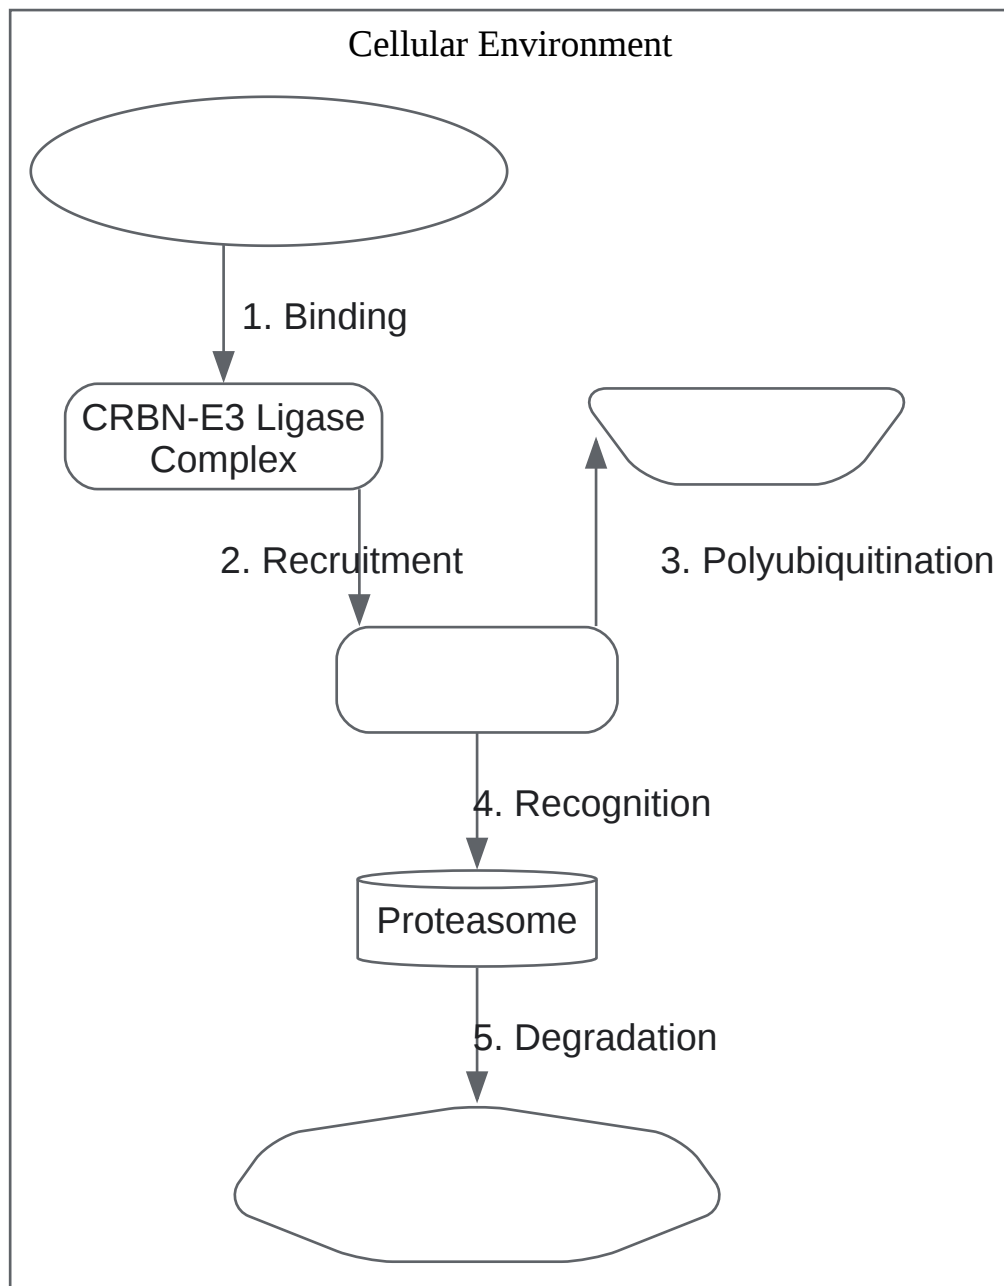 Cellular Environment
1. Binding
CRBN-E3 Ligase
Complex
2. Recruitment
3. Polyubiquitination
4. Recognition
Proteasome
5. Degradation